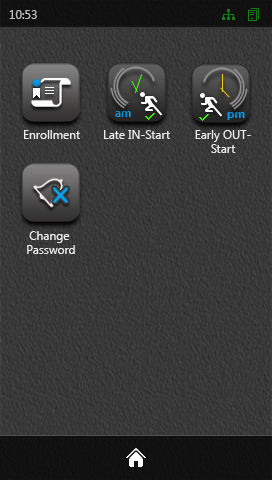 10:53
am
pm
Enrollment
Late IN-Start
Early OUT-
Start
Change
Password